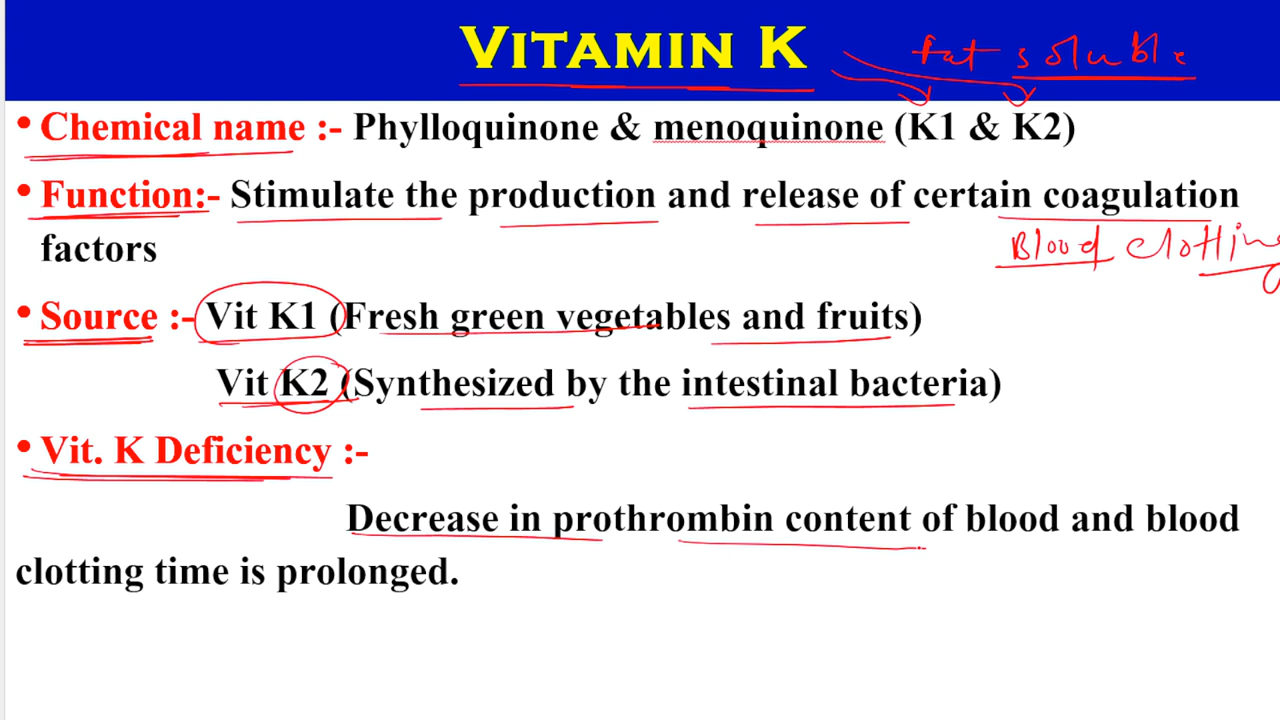 VITAMIN K fat soluble
• Chemical name :- Phylloquinone & menoquinone (K1 & K2)
• Function:- Stimulate the production and release of certain coagulation
factors Blood clotting
• Source :- Vit K1 (Fresh green vegetables and fruits)
Vit K2 (Synthesized by the intestinal bacteria)
• Vit. K Deficiency :-
Decrease in prothrombin content of blood and blood
clotting time is prolonged.